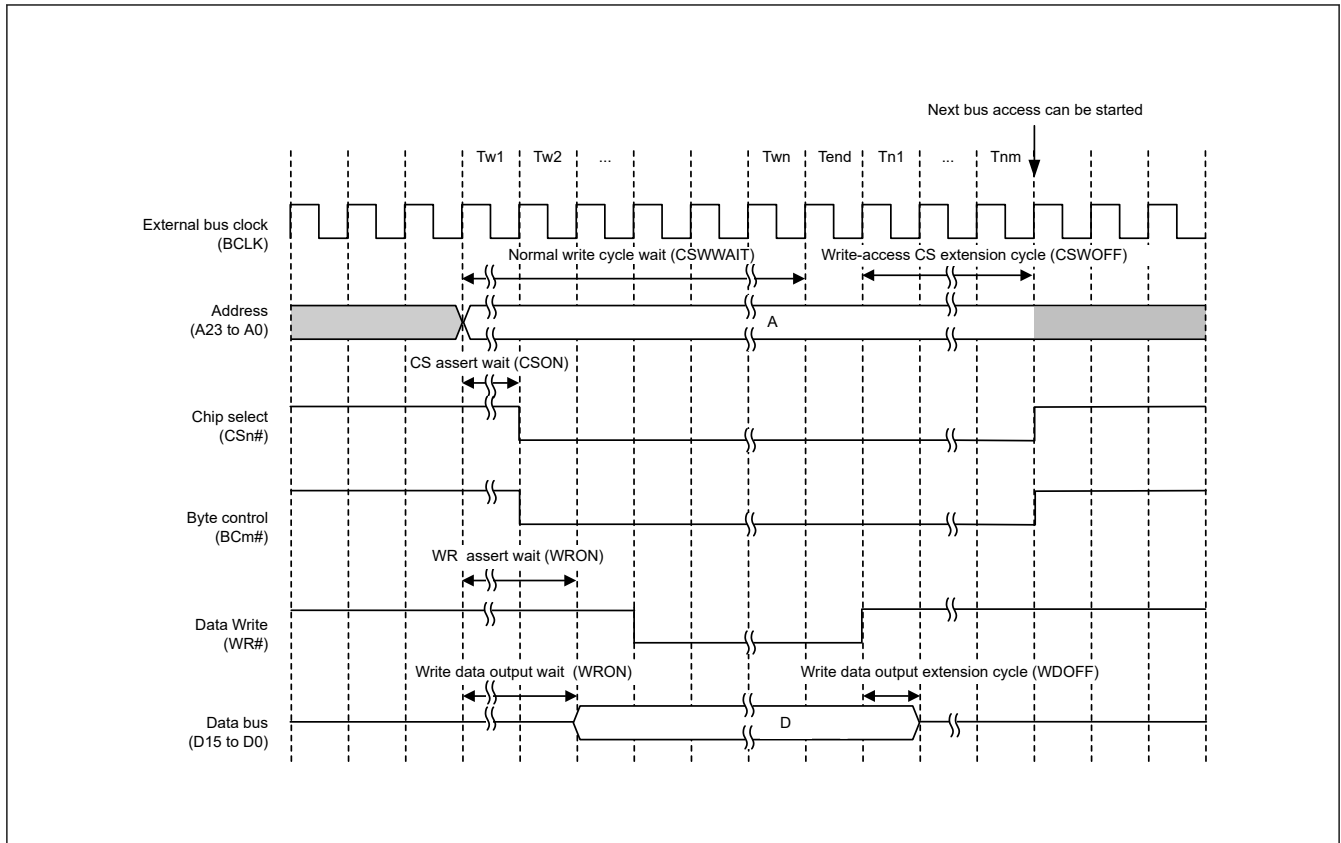 Next bus access can be started
Tw1 Tw2 ... Twn Tend Tn1 ... Tnm
External bus clock
(BCLK)
Normal write cycle wait (CSWWAIT) Write-access CS extension cycle (CSWOFF)
Address
(A23 to A0)
A
CS assert wait (CSON)
Chip select
(CSn#)
Byte control
(BCm#)
WR assert wait (WRON)
Data Write
(WR#)
Write data output wait (WRON) Write data output extension cycle (WDOFF)
Data bus
(D15 to D0)
D